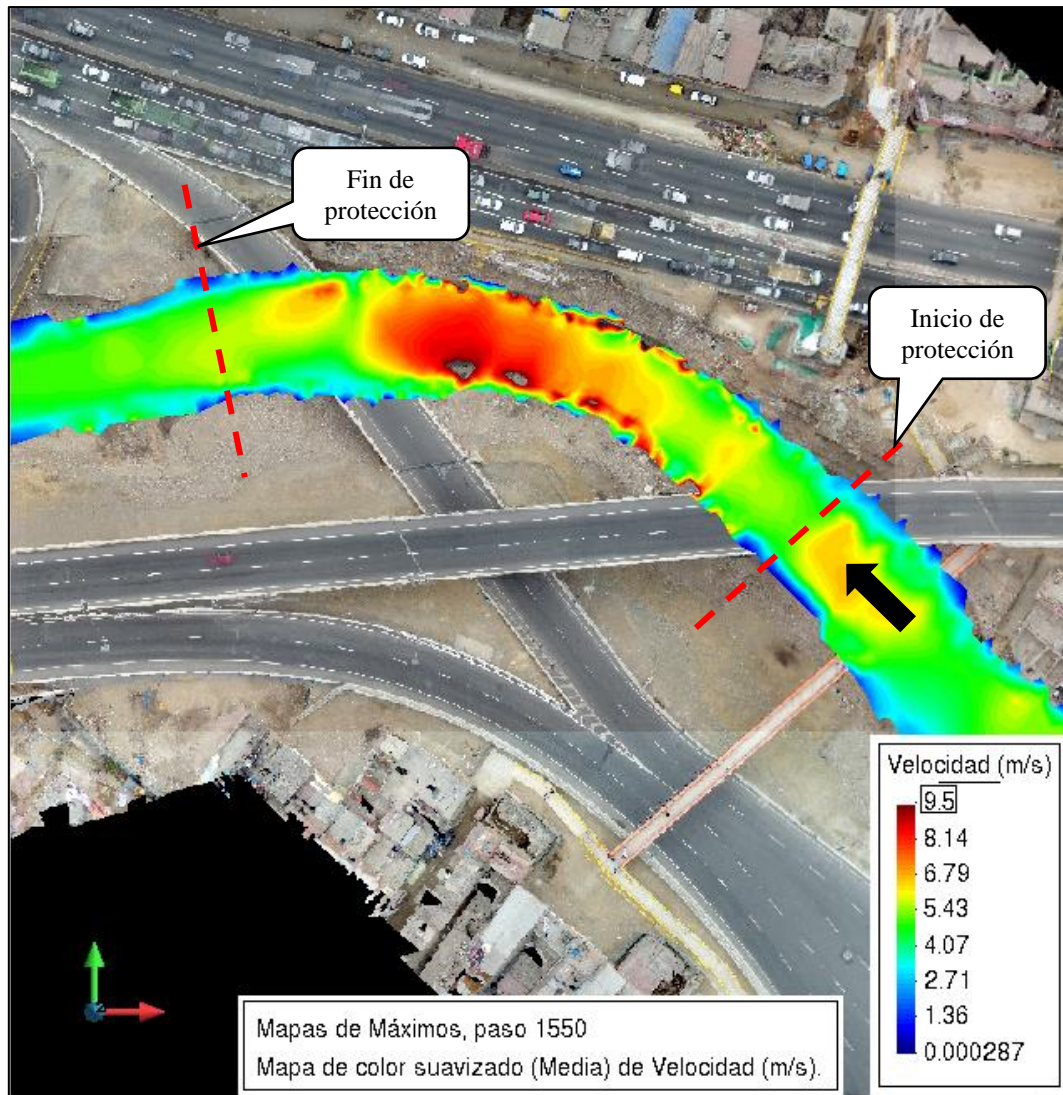 Fin de
protección
Inicio de
protección
Velocidad (m/s)
9.5
8.14
6.79
5.43
4.07
2.71
1.36
0.000287
Mapas de Máximos, paso 1550
Mapa de color suavizado (Media) de Velocidad (m/s).